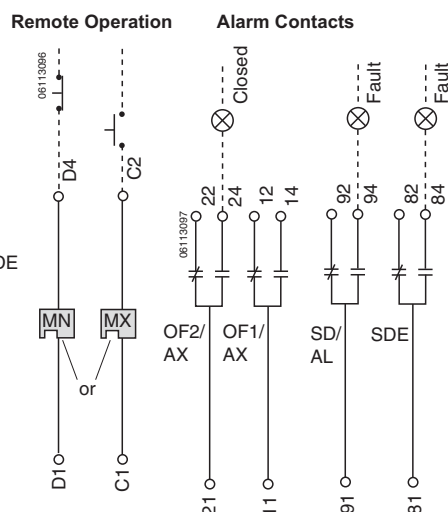 Remote Operation
Alarm Contacts
06113096
D4
C2
Closed
Fault
Fault
22
24
12
14
92
94
82
84
06113097
DE
MN
MX
or
OF2/
AX
OF1/
AX
SD/
AL
SDE
D1
C1
21
11
91
81